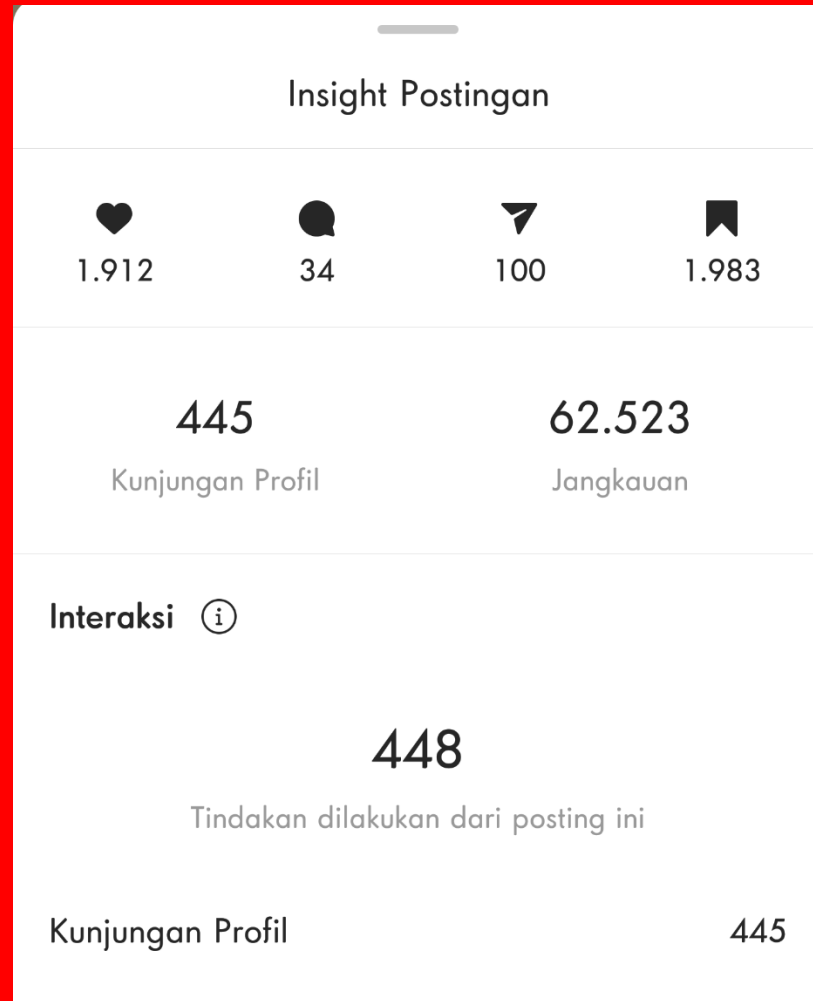 Insight Postingan
1.912 34 100 1.983
445 62.523
Kunjungan Profil Jangkauan
Interaksi
448
Tindakan dilakukan dari posting ini
Kunjungan Profil 445